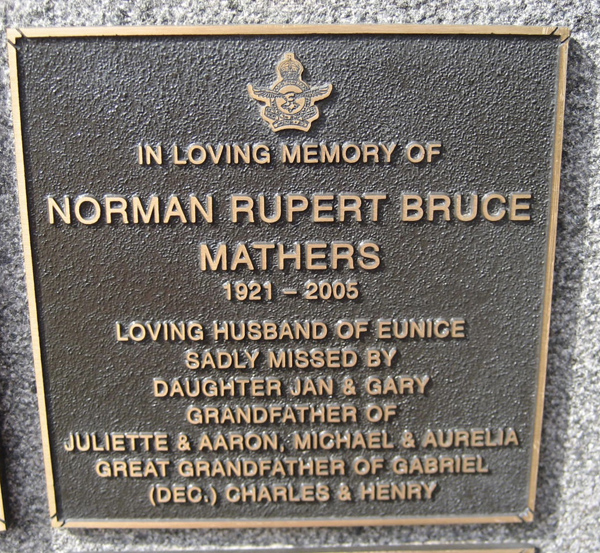 IN LOVING MEMORY OF
NORMAN RUPERT BRUCE
MATHERS
1921 – 2005
LOVING HUSBAND OF EUNICE
SADLY MISSED BY
DAUGHTER JAN & GARY
GRANDFATHER OF
JULIETTE & AARON, MICHAEL & AURELIA
GREAT GRANDFATHER OF GABRIEL
(DEC.) CHARLES & HENRY